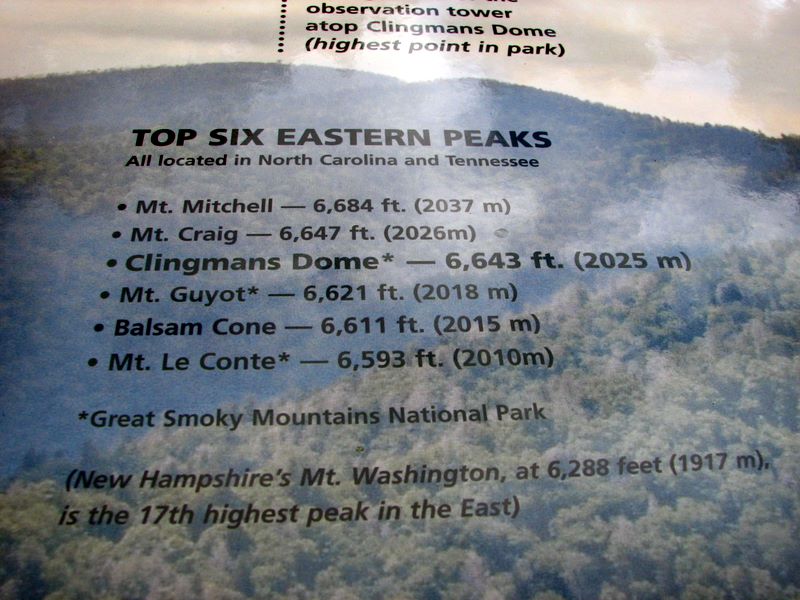 observation tower
atop Clingmans Dome
(highest point in park)
TOP SIX EASTERN PEAKS
All located in North Carolina and Tennessee
• Mt. Mitchell — 6,684 ft. (2037 m)
• Mt. Craig — 6,647 ft. (2026m)
• Clingmans Dome* — 6,643 ft. (2025 m)
• Mt. Guyot* — 6,621 ft. (2018 m)
• Balsam Cone — 6,611 ft. (2015 m)
• Mt. Le Conte* — 6,593 ft. (2010m)
*Great Smoky Mountains National Park
(New Hampshire's Mt. Washington, at 6,288 feet (1917 m),
is the 17th highest peak in the East)